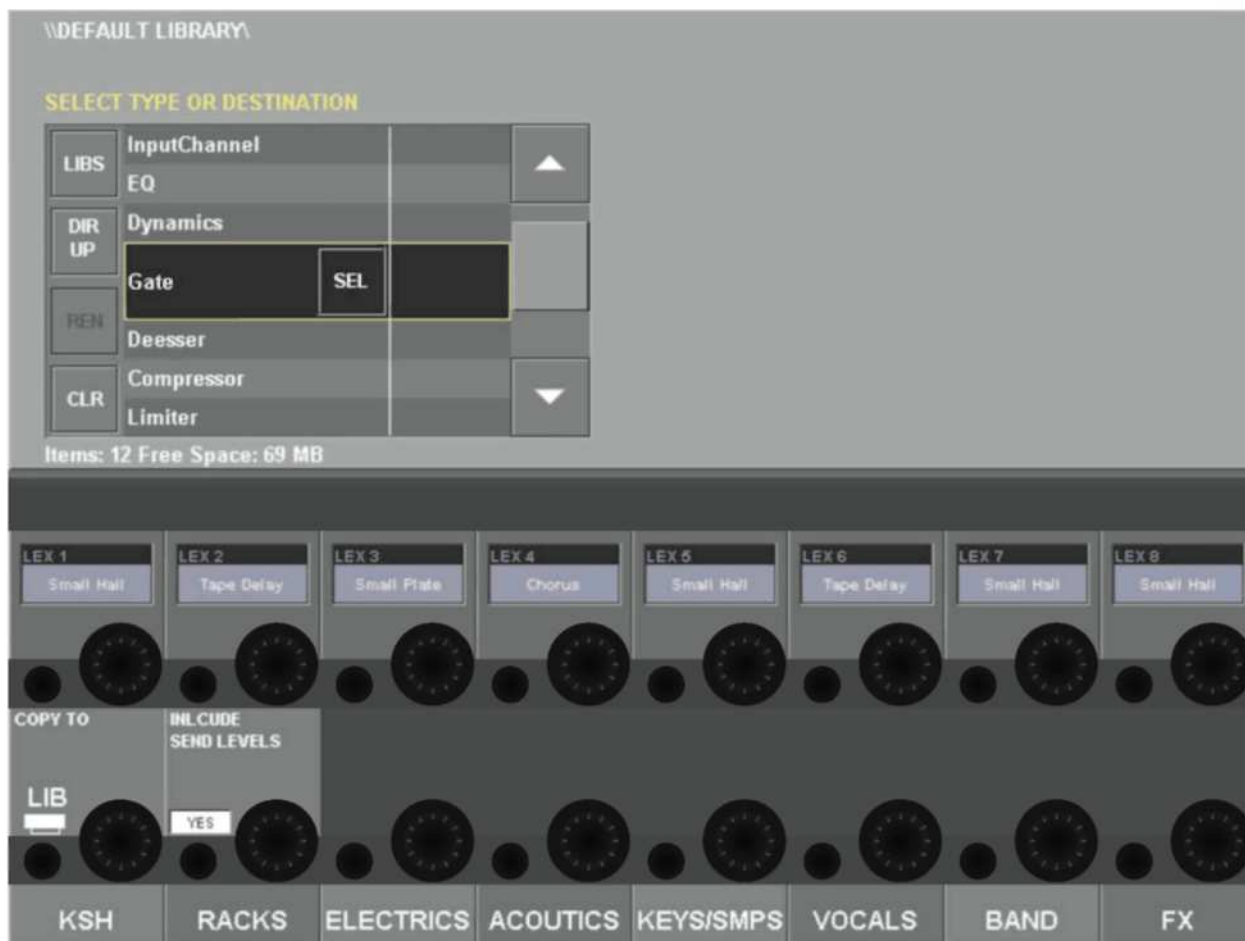 \\DEFAULT LIBRARY\
SELECT TYPE OR DESTINATION
LIBS
InputChannel
EQ
DIR UP
Dynamics
Gate
SEL
REN
Deesser
Compressor
CLR
Limiter
Items: 12 Free Space: 69 MB
LEX 1 LEX 2 LEX 3 LEX 4 LEX 5 LEX 6 LEX 7 LEX 8
Small Hall Tape Delay Small Plate Chorus Small Hall Tape Delay Small Hall Small Hall
COPY TO
INLCUDE
SEND LEVELS
LIB
YES
KSH RACKS ELECTRICS ACOUTICS KEYS/SMPS VOCALS BAND FX